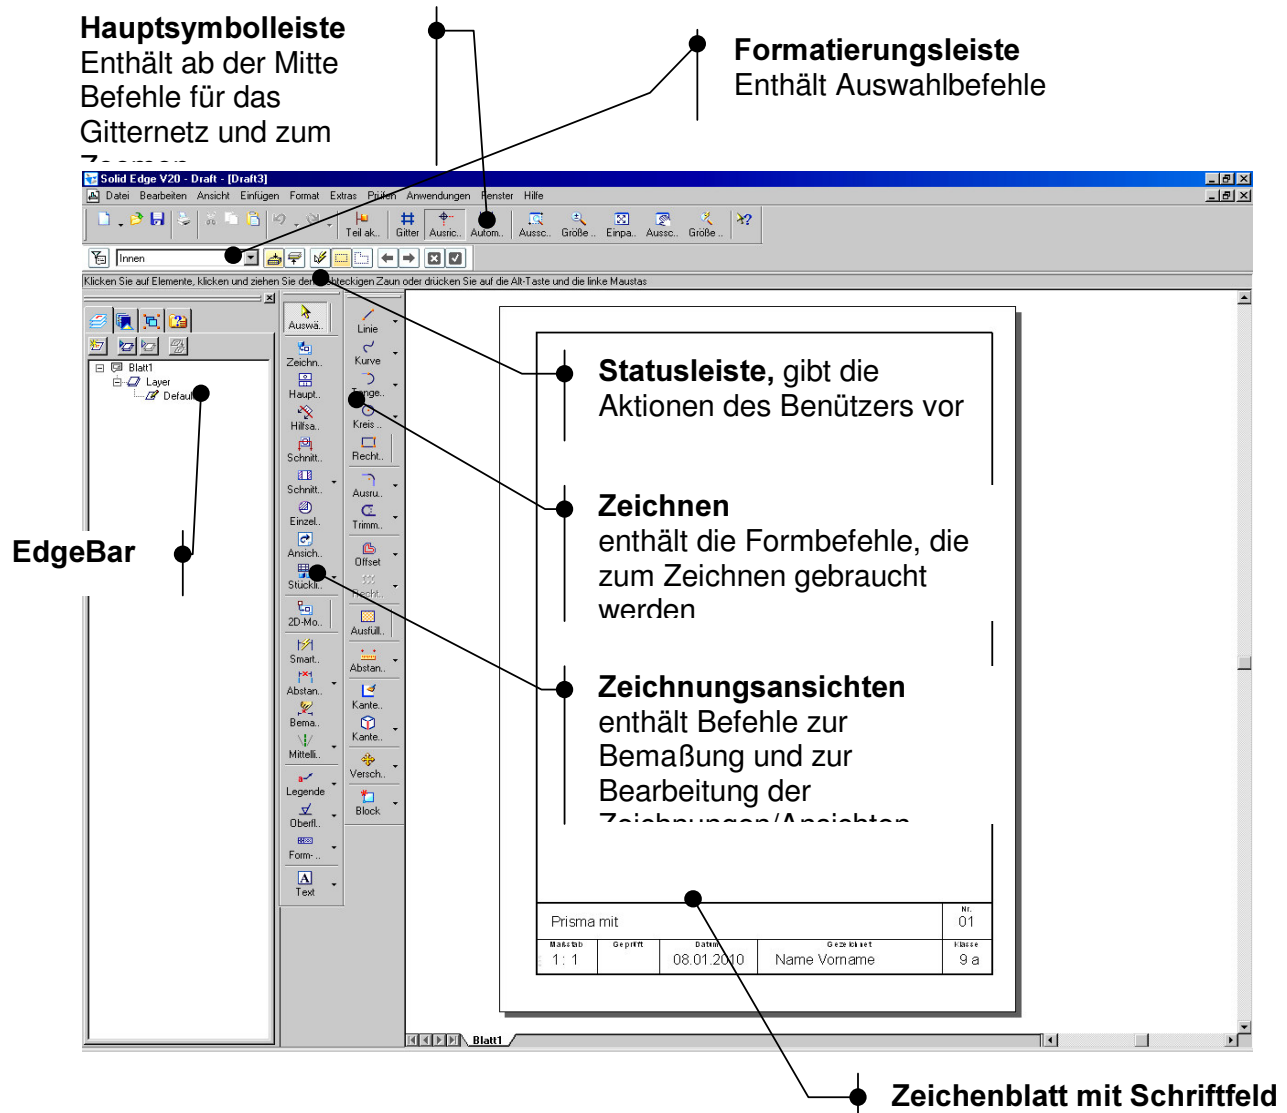 Hauptsymbolleiste
Enthält ab der Mitte
Befehle für das
Gitternetz und zum
Formatierungsleiste
Enthält Auswahlbefehle
Solid Edge V20 - Draft - [Draft3]
Datei Bearbeiten Ansicht Einfügen Format Extras Prüfen Anwendungen Fenster Hilfe
Teil ak.. Gitter Ausric.. Autom.. Aussc.. Größe .. Einpa.. Aussc.. Größe ..
Innen
Klicken Sie auf Elemente, klicken und ziehen Sie den rechteckigen Zaun oder drücken Sie auf die Alt-Taste und die linke Maustas
Blatt1
Layer
Default
EdgeBar
Auswä..
Zeichn..
Haupt..
Hilfsa..
Schnitt..
Schnitt..
Einzel..
Ansich..
Stückli..
2D-Mo..
Smart..
Abstan..
Bema..
Mittelli..
Legende
Oberfl..
Form- ..
Text
Linie
Kurve
Tange..
Kreis ..
Recht..
Ausru..
Trimm..
Offset
Recht..
Ausfüll..
Abstan..
Kante..
Kante..
Versch..
Block
Statusleiste, gibt die
Aktionen des Benützers vor
Zeichnen
enthält die Formbefehle, die
zum Zeichnen gebraucht
werden
Zeichnungsansichten
enthält Befehle zur
Bemaßung und zur
Bearbeitung der
Zeichnungen/Ansichten
Prisma mit
Nr.
01
Maßstab Geprüft Datum Gezeichnet Klasse
1 : 1 08.01.2010 Name Vorname 9 a
Blatt1
Zeichenblatt mit Schriftfeld